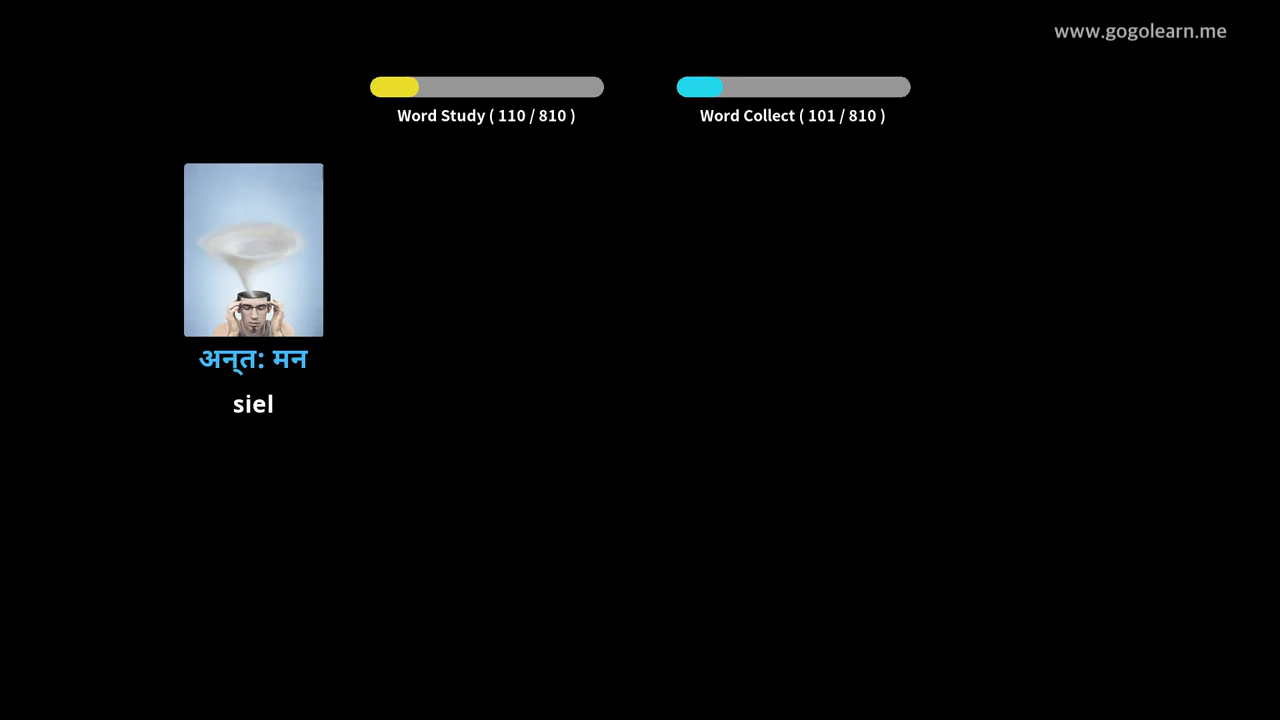 www.gogolearn.me
Word Study ( 110 / 810 )
Word Collect ( 101 / 810 )
अन्‌त: मन
siel